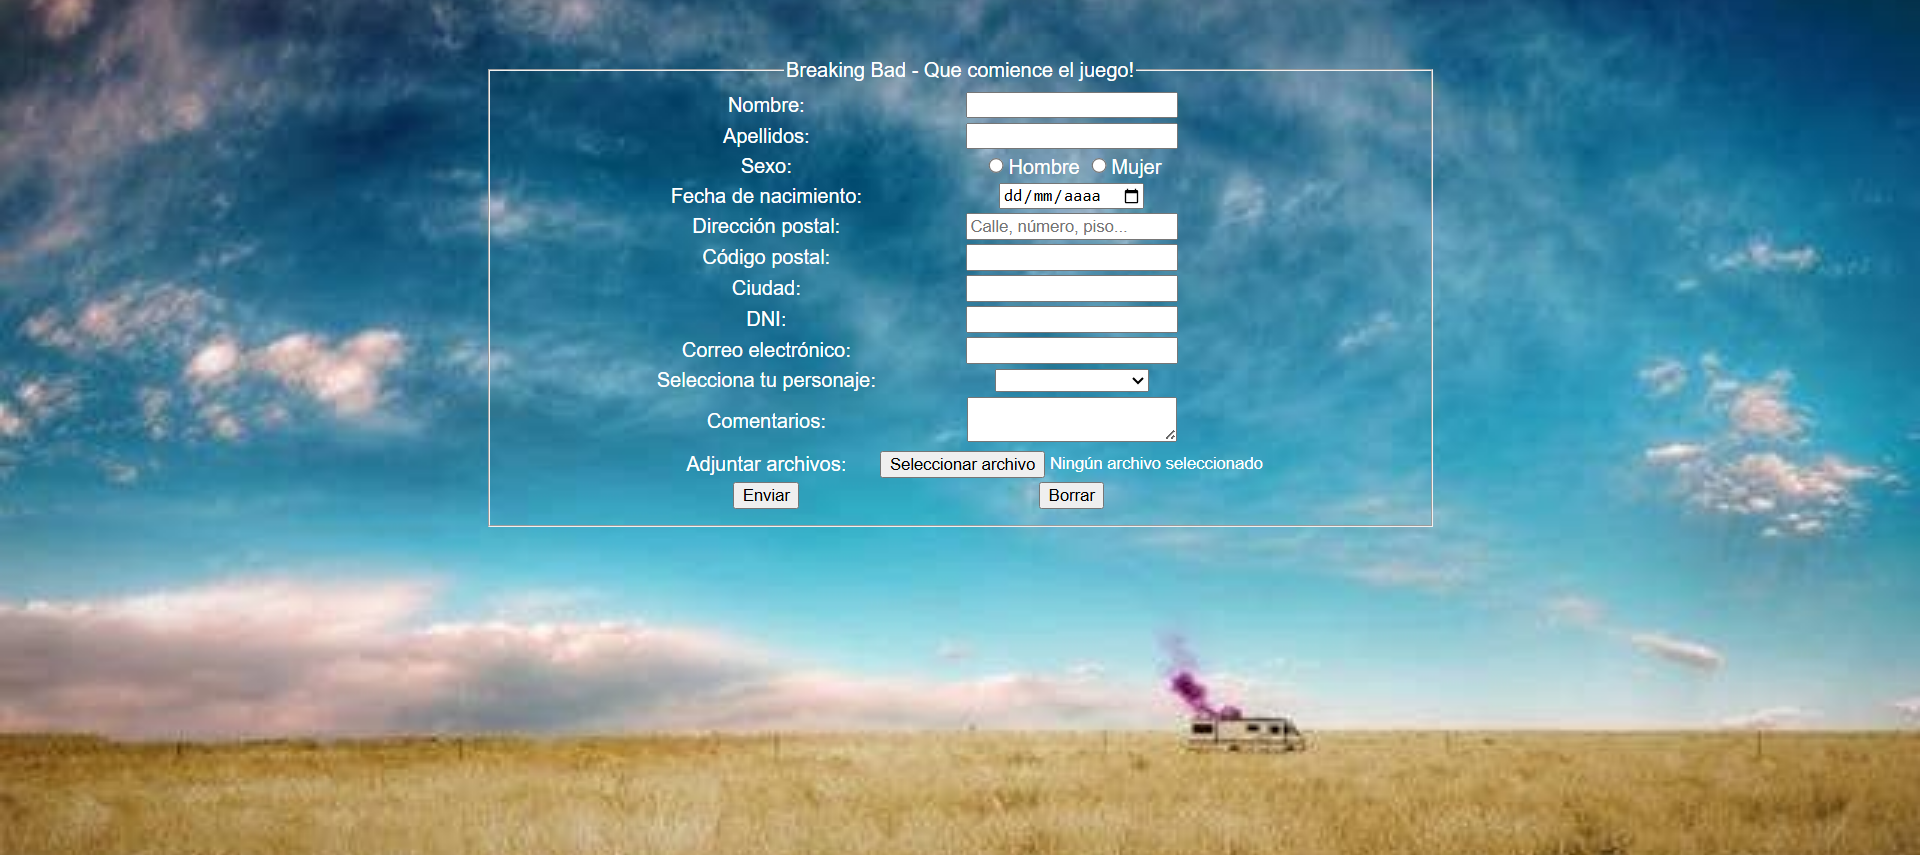 Breaking Bad - Que comience el juego!
Nombre:
Apellidos:
Sexo: Hombre Mujer
Fecha de nacimiento: dd/mm/aaaa
Dirección postal: Calle, número, piso...
Código postal:
Ciudad:
DNI:
Correo electrónico:
Selecciona tu personaje:
Comentarios:
Adjuntar archivos: Seleccionar archivo Ningún archivo seleccionado
Enviar Borrar